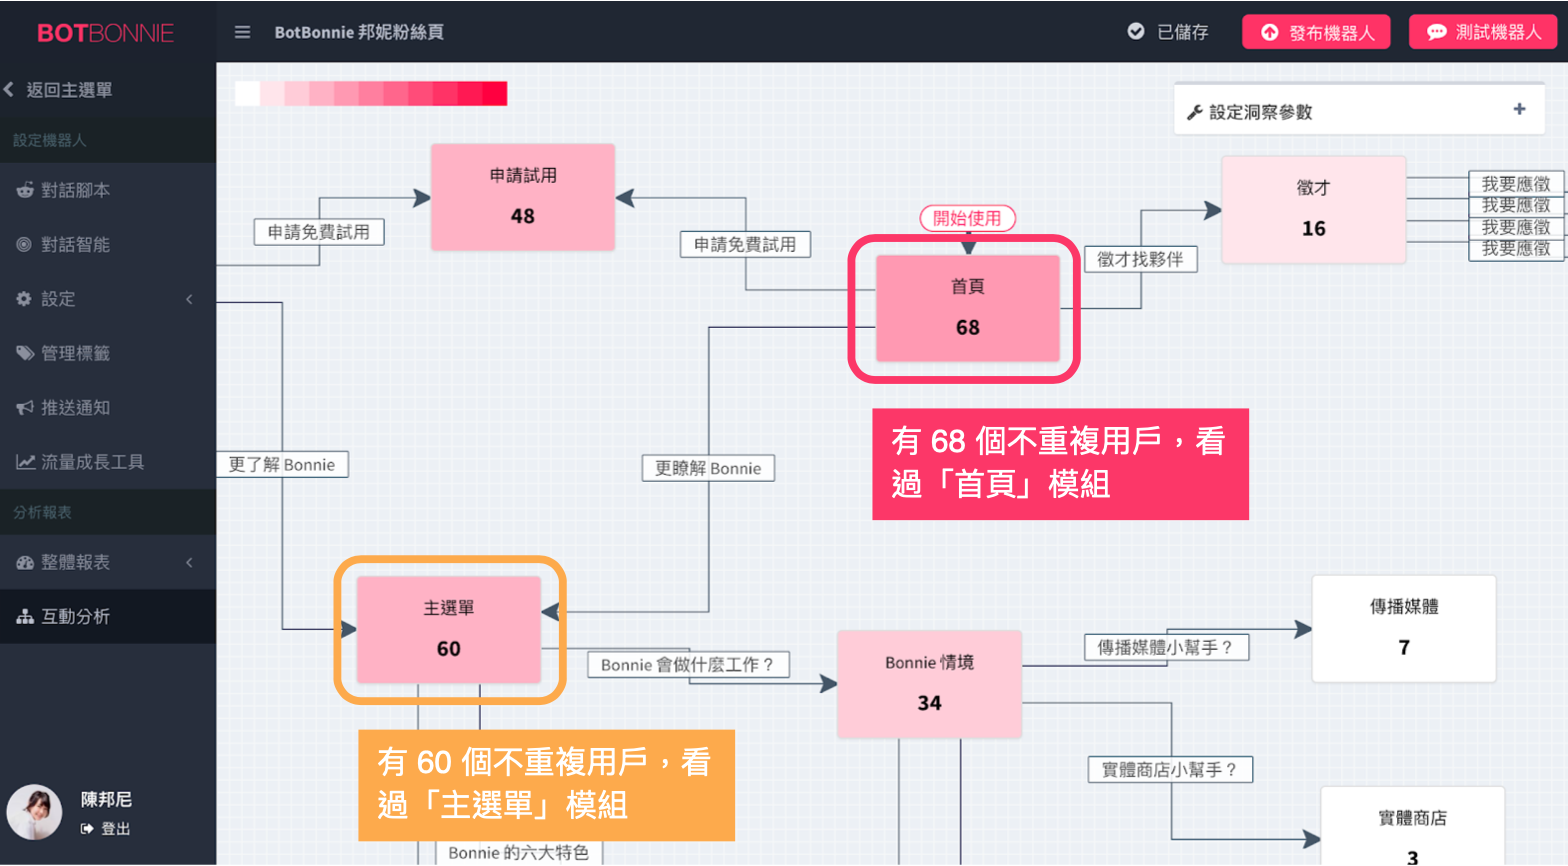 BOTBONNIE
BotBonnie 邦妮粉絲頁
已儲存
發布機器人
測試機器人
返回主選單
設定機器人
對話腳本
對話智能
設定
管理標籤
推送通知
流量成長工具
分析報表
整體報表
互動分析
陳邦尼
登出
設定洞察參數
申請試用
48
申請免費試用
申請免費試用
開始使用
首頁
68
徵才找夥伴
徵才
16
我要應徵
我要應徵
我要應徵
我要應徵
有 68 個不重複用戶，看
過「首頁」模組
更了解 Bonnie
更瞭解 Bonnie
主選單
60
Bonnie 會做什麼工作？
Bonnie 情境
34
傳播媒體小幫手？
傳播媒體
7
有 60 個不重複用戶，看
過「主選單」模組
實體商店小幫手？
實體商店
3
Bonnie 的六大特色